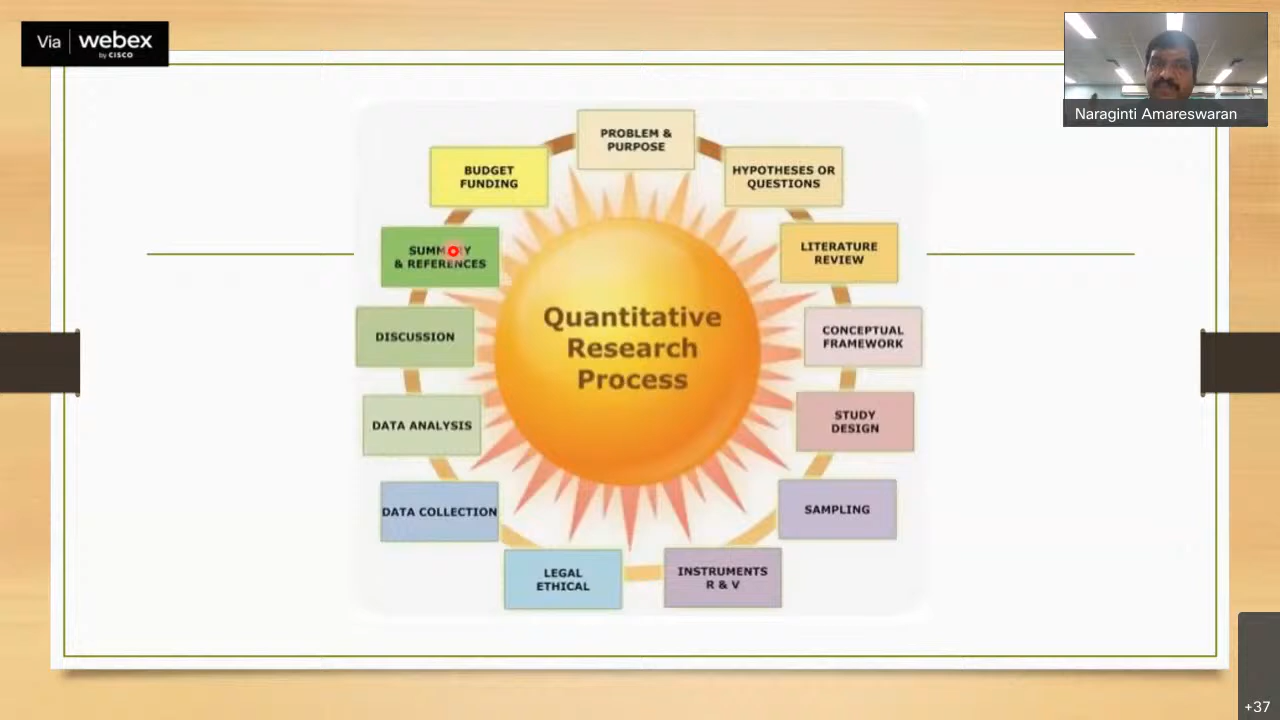 Via webex
by CISCO
Naraginti Amareswaran
PROBLEM &
PURPOSE
HYPOTHESES OR
QUESTIONS
LITERATURE
REVIEW
CONCEPTUAL
FRAMEWORK
STUDY
DESIGN
SAMPLING
INSTRUMENTS
R & V
LEGAL
ETHICAL
DATA COLLECTION
DATA ANALYSIS
DISCUSSION
SUMMARY
& REFERENCES
BUDGET
FUNDING
Quantitative
Research
Process
+37